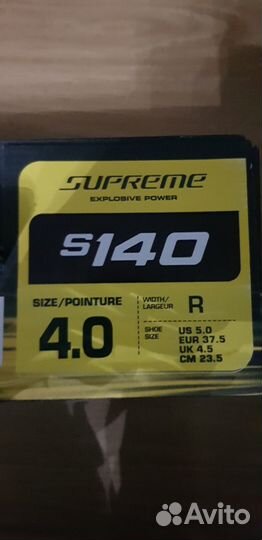 SUPREME
EXPLOSIVE POWER
S140
SIZE/POINTURE
4.0
WIDTH/
LARGEUR
R
SHOE
SIZE
US 5.0
EUR 37.5
UK 4.5
CM 23.5
Avito